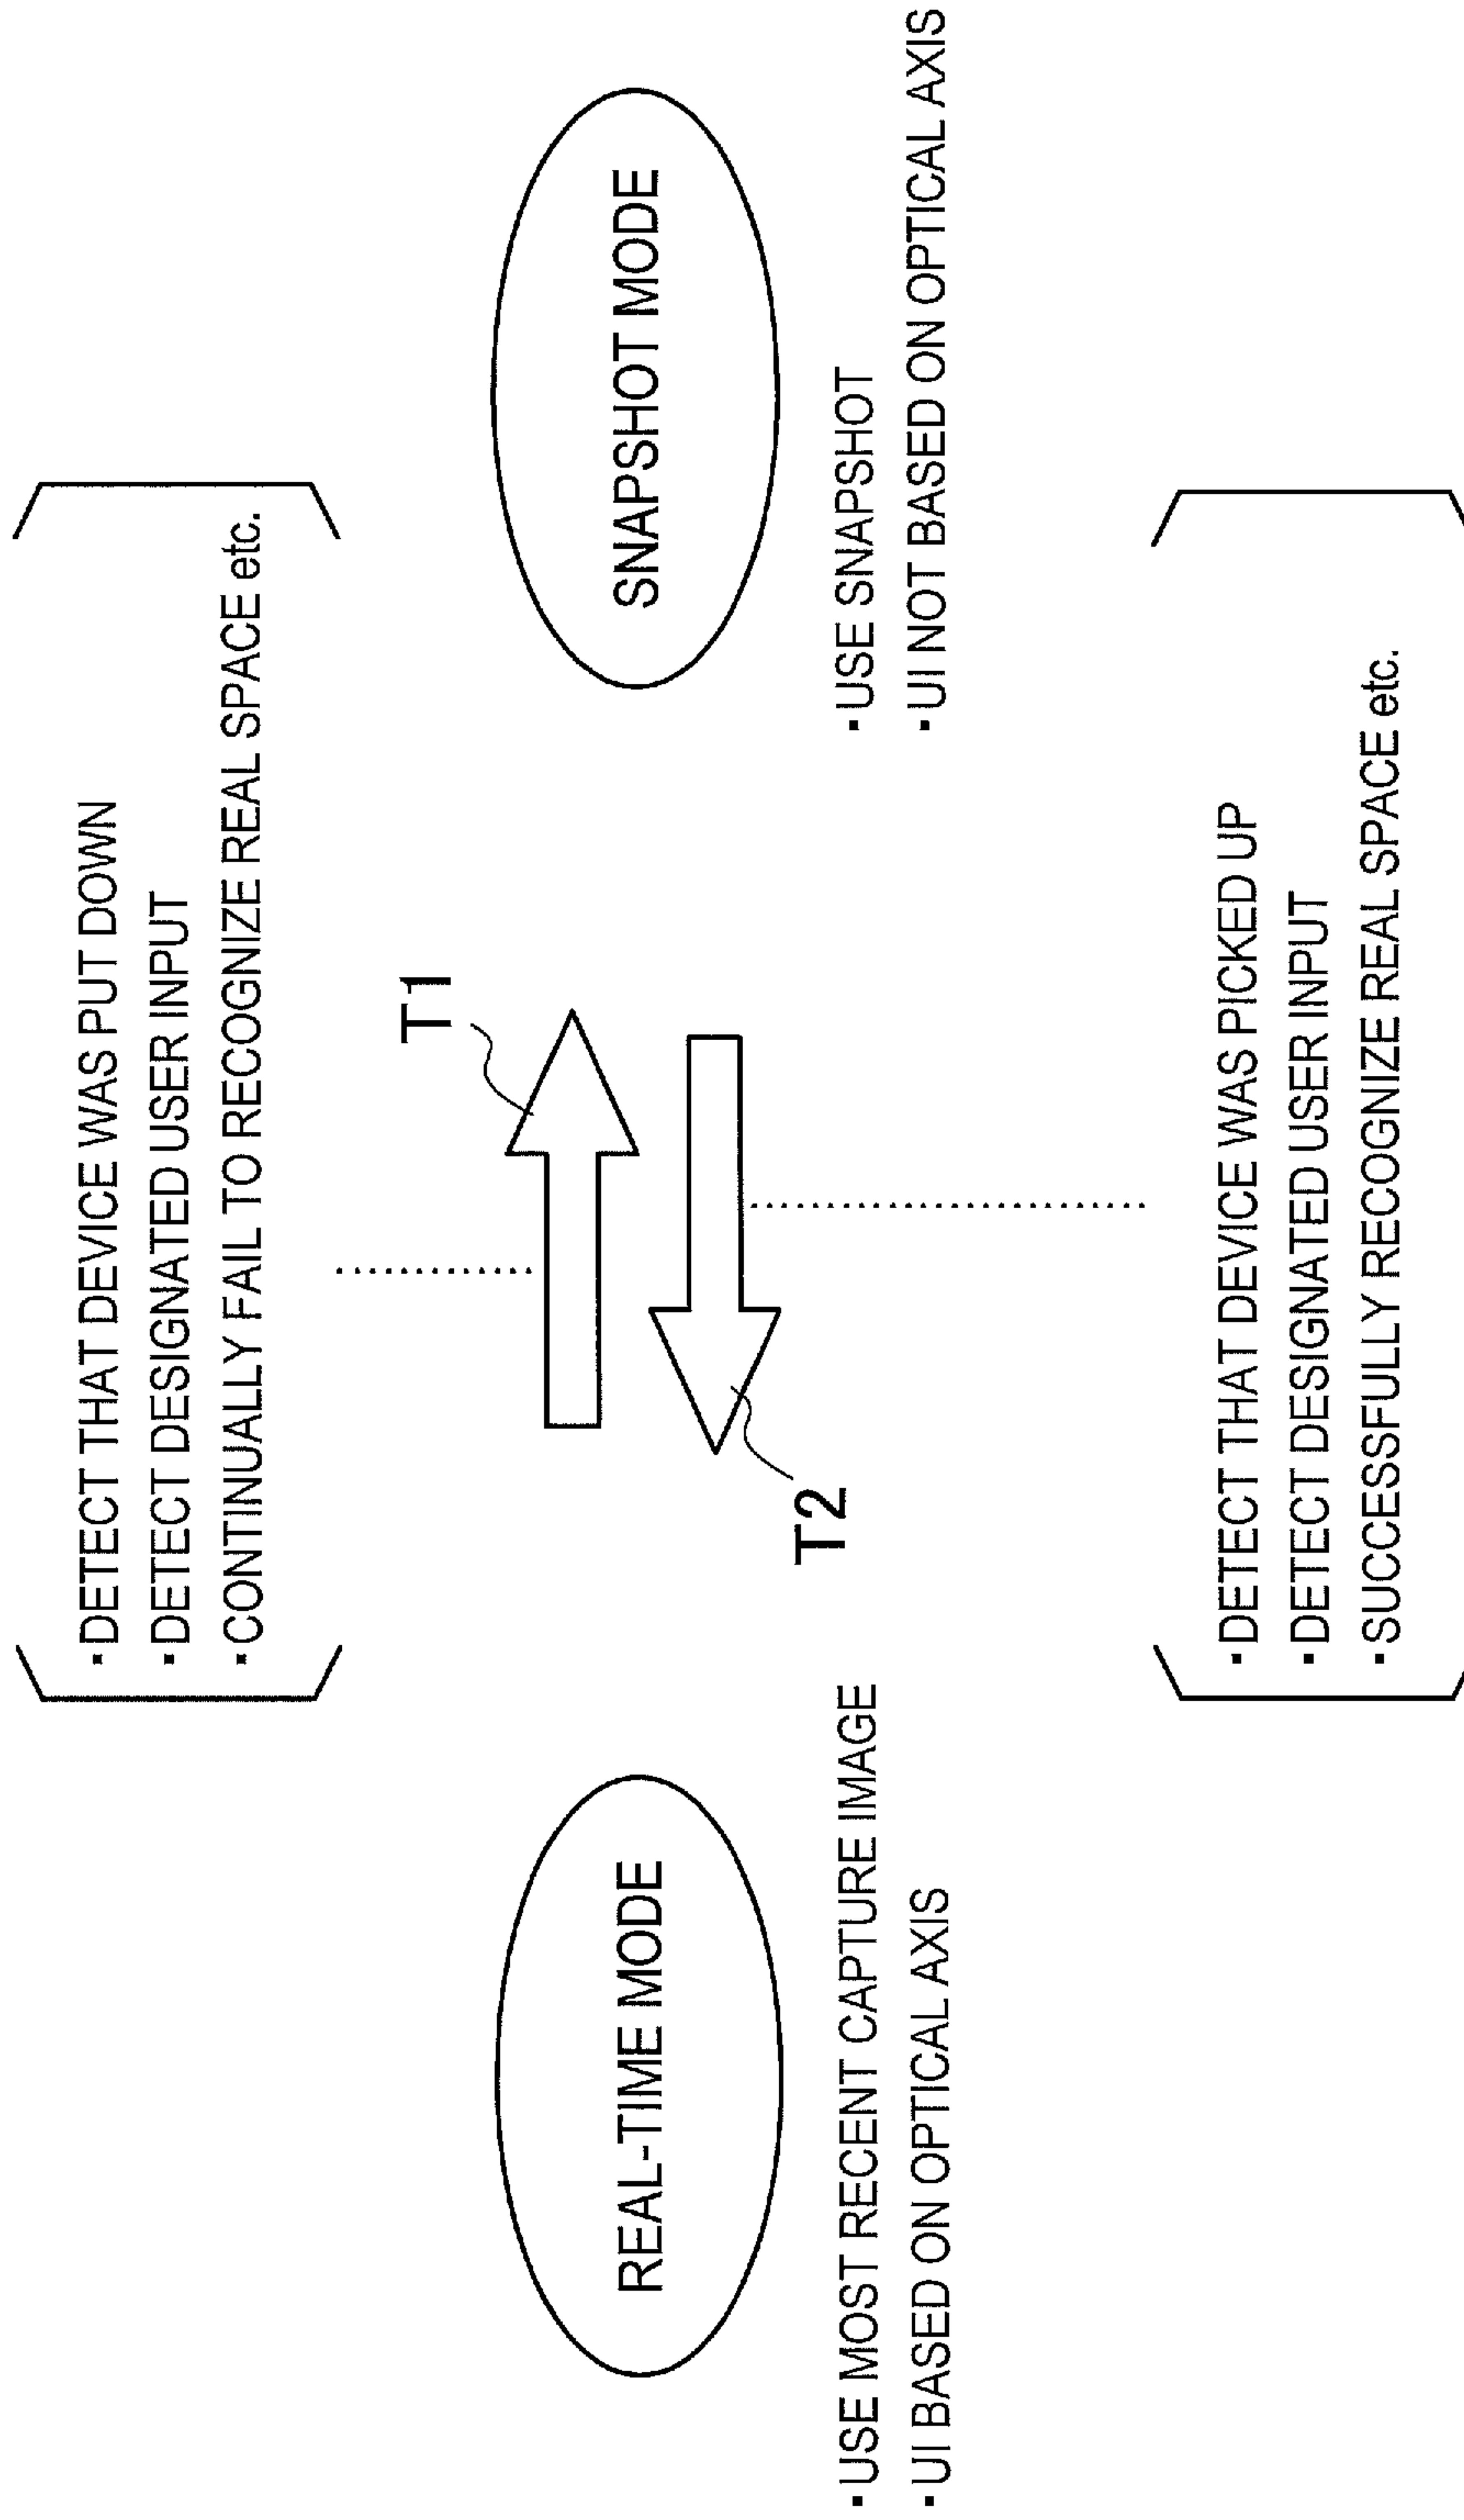 ▪DETECT THAT DEVICE WAS PUT DOWN
▪DETECT DESIGNATED USER INPUT
▪CONTINUALLY FAIL TO RECOGNIZE REAL SPACE etc.
T1
REAL-TIME MODE
SNAPSHOT MODE
T2
▪USE MOST RECENT CAPTURE IMAGE
▪UI BASED ON OPTICAL AXIS
▪USE SNAPSHOT
▪UI NOT BASED ON OPTICAL AXIS
▪DETECT THAT DEVICE WAS PICKED UP
▪DETECT DESIGNATED USER INPUT
▪SUCCESSFULLY RECOGNIZE REAL SPACE etc.